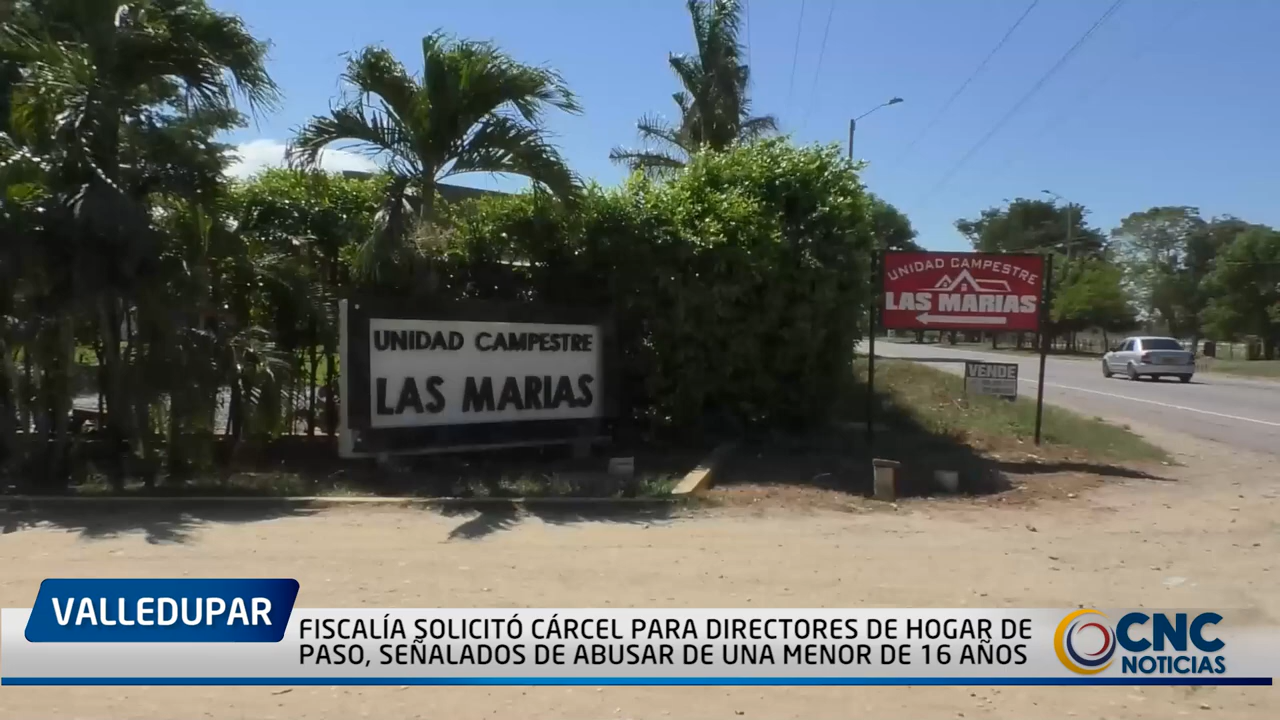 UNIDAD CAMPESTRE
LAS MARIAS
UNIDAD CAMPESTRE
LAS MARIAS
VENDE
VALLEDUPAR
FISCALÍA SOLICITÓ CÁRCEL PARA DIRECTORES DE HOGAR DE
PASO, SEÑALADOS DE ABUSAR DE UNA MENOR DE 16 AÑOS
CNC
NOTICIAS